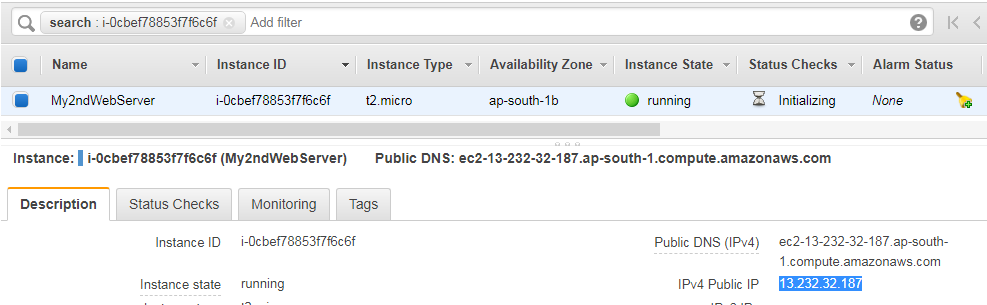 search : i-0cbef78853f7f6c6f Add filter
Name Instance ID Instance Type Availability Zone Instance State Status Checks Alarm Status
My2ndWebServer i-0cbef78853f7f6c6f t2.micro ap-south-1b running Initializing None
Instance: i-0cbef78853f7f6c6f (My2ndWebServer) Public DNS: ec2-13-232-32-187.ap-south-1.compute.amazonaws.com
Description Status Checks Monitoring Tags
Instance ID i-0cbef78853f7f6c6f Public DNS (IPv4) ec2-13-232-32-187.ap-south-
1.compute.amazonaws.com
Instance state running IPv4 Public IP 13.232.32.187